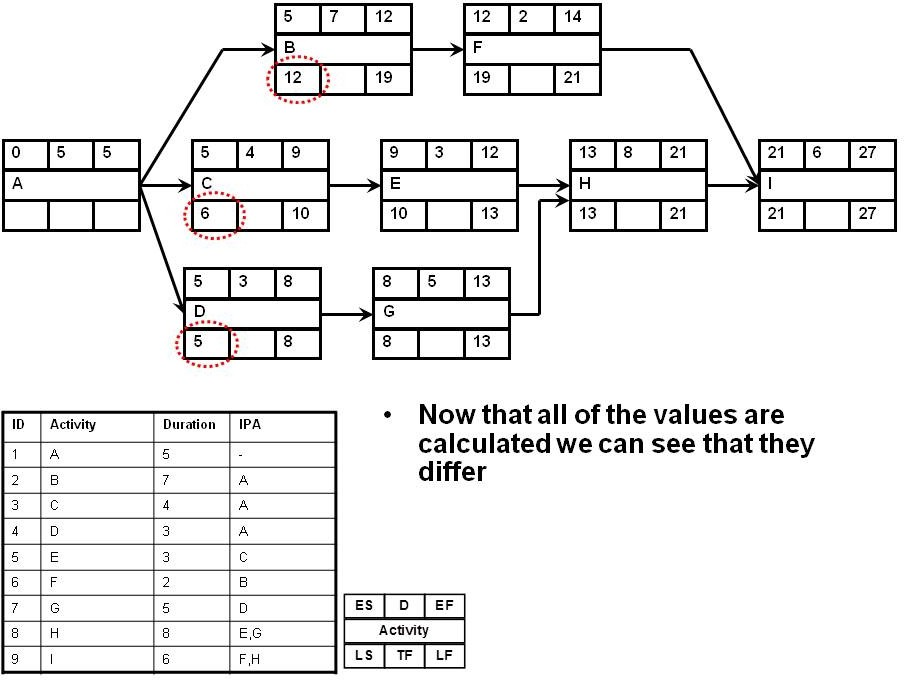 5 7 12
B
12 19
12 2 14
F
19 21
0 5 5
A
5 4 9
C
6 10
9 3 12
E
10 13
13 8 21
H
13 21
21 6 27
I
21 27
5 3 8
D
5 8
8 5 13
G
8 13
• Now that all of the values are
calculated we can see that they
differ
ID Activity Duration IPA
1 A 5 -
2 B 7 A
3 C 4 A
4 D 3 A
5 E 3 C
6 F 2 B
7 G 5 D
8 H 8 E,G
9 I 6 F,H
ES D EF
Activity
LS TF LF